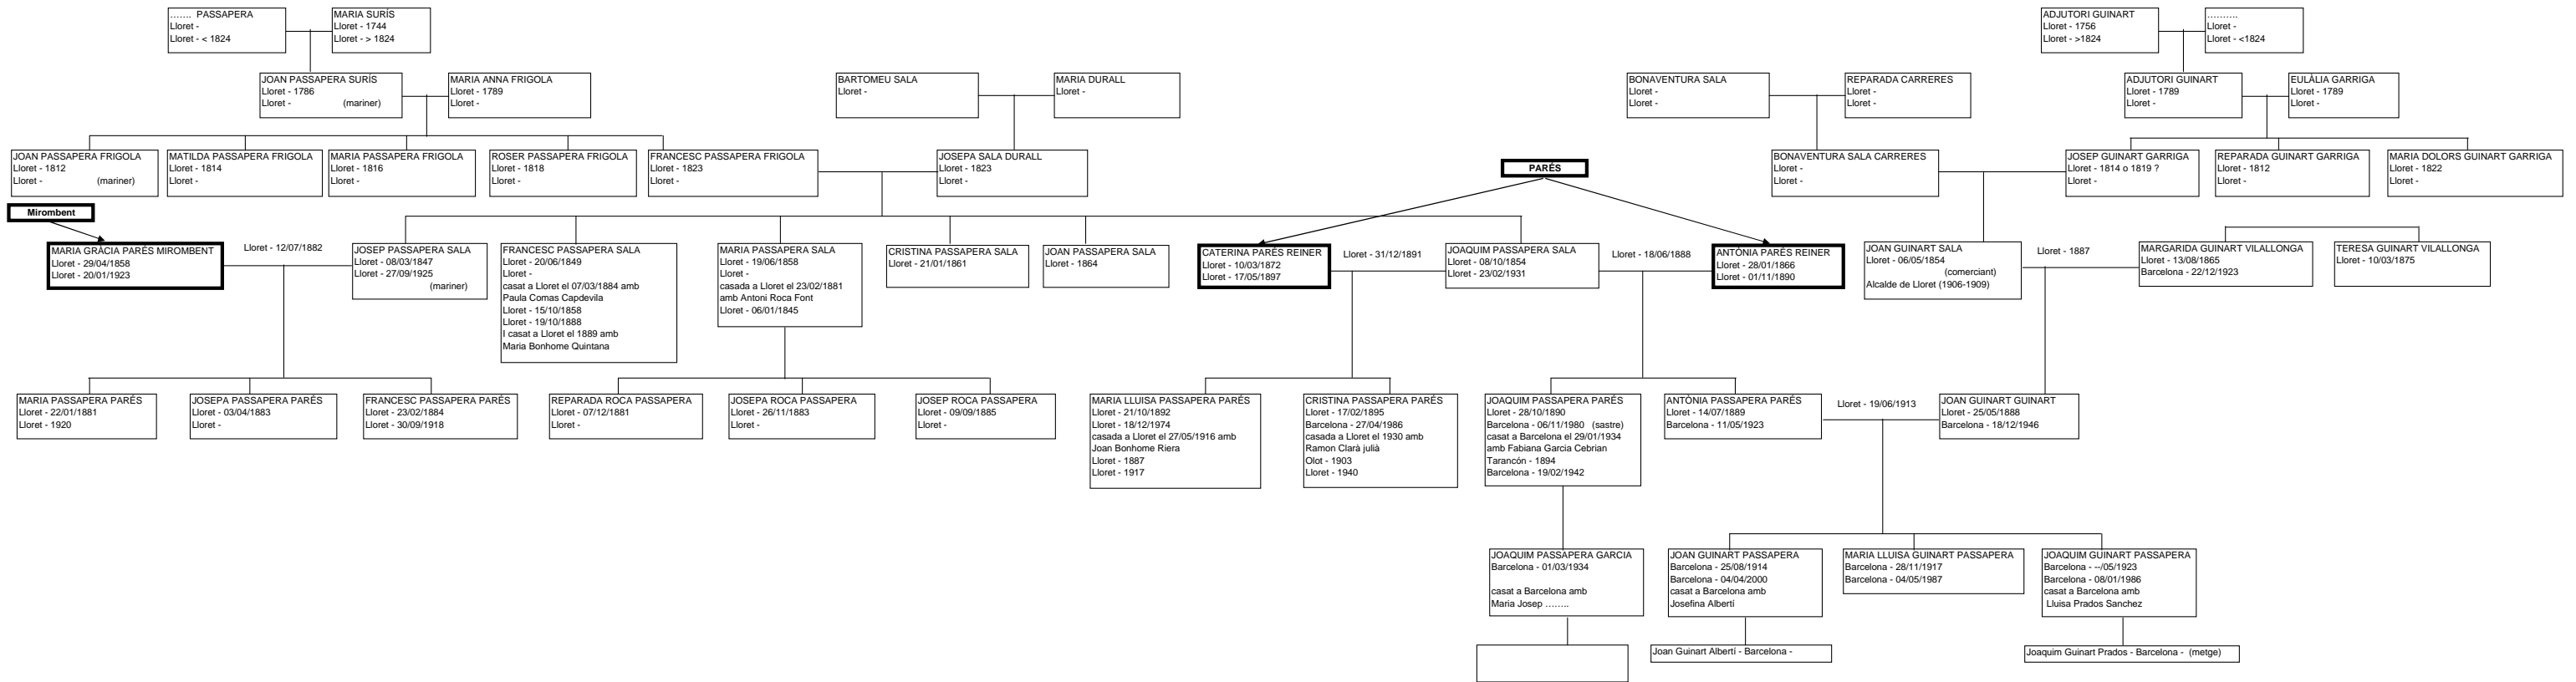 ……. PASSAPERA
Lloret -
Lloret - < 1824
MARIA SURÍS
Lloret - 1744
Lloret - > 1824
ADJUTORI GUINART
Lloret - 1756
Lloret - >1824
……….
Lloret -
Lloret - <1824
JOAN PASSAPERA SURÍS
Lloret - 1786
Lloret - (mariner)
MARIA ANNA FRIGOLA
Lloret - 1789
Lloret -
BARTOMEU SALA
Lloret -
MARIA DURALL
Lloret -
BONAVENTURA SALA
Lloret -
Lloret -
REPARADA CARRERES
Lloret -
Lloret -
ADJUTORI GUINART
Lloret - 1789
Lloret -
EULÀLIA GARRIGA
Lloret - 1789
Lloret -
JOAN PASSAPERA FRIGOLA
Lloret - 1812
Lloret - (mariner)
MATILDA PASSAPERA FRIGOLA
Lloret - 1814
Lloret -
MARIA PASSAPERA FRIGOLA
Lloret - 1816
Lloret -
ROSER PASSAPERA FRIGOLA
Lloret - 1818
Lloret -
FRANCESC PASSAPERA FRIGOLA
Lloret - 1823
Lloret -
JOSEPA SALA DURALL
Lloret - 1823
Lloret -
PARÉS
BONAVENTURA SALA CARRERES
Lloret -
Lloret -
JOSEP GUINART GARRIGA
Lloret - 1814 o 1819 ?
Lloret -
REPARADA GUINART GARRIGA
Lloret - 1812
Lloret -
MARIA DOLORS GUINART GARRIGA
Lloret - 1822
Lloret -
Mirombent
MARIA GRÀCIA PARÉS MIROMBENT
Lloret - 29/04/1858
Lloret - 20/01/1923
Lloret - 12/07/1882
JOSEP PASSAPERA SALA
Lloret - 08/03/1847
Lloret - 27/09/1925
(mariner)
FRANCESC PASSAPERA SALA
Lloret - 20/06/1849
Lloret -
casat a Lloret el 07/03/1884 amb
Paula Comas Capdevila
Lloret - 15/10/1858
Lloret - 19/10/1888
I casat a Lloret el 1889 amb
Maria Bonhome Quintana
MARIA PASSAPERA SALA
Lloret - 19/06/1858
Lloret -
casada a Lloret el 23/02/1881
amb Antoni Roca Font
Lloret - 06/01/1845
CRISTINA PASSAPERA SALA
Lloret - 21/01/1861
JOAN PASSAPERA SALA
Lloret - 1864
CATERINA PARÉS REINER
Lloret - 10/03/1872
Lloret - 17/05/1897
Lloret - 31/12/1891
JOAQUIM PASSAPERA SALA
Lloret - 08/10/1854
Lloret - 23/02/1931
Lloret - 18/06/1888
ANTÒNIA PARÉS REINER
Lloret - 28/01/1866
Lloret - 01/11/1890
JOAN GUINART SALA
Lloret - 06/05/1854
(comerciant)
Alcalde de Lloret (1906-1909)
Lloret - 1887
MARGARIDA GUINART VILALLONGA
Lloret - 13/08/1865
Barcelona - 22/12/1923
TERESA GUINART VILALLONGA
Lloret - 10/03/1875
MARIA PASSAPERA PARÉS
Lloret - 22/01/1881
Lloret - 1920
JOSEPA PASSAPERA PARÉS
Lloret - 03/04/1883
Lloret -
FRANCESC PASSAPERA PARÉS
Lloret - 23/02/1884
Lloret - 30/09/1918
REPARADA ROCA PASSAPERA
Lloret - 07/12/1881
Lloret -
JOSEPA ROCA PASSAPERA
Lloret - 26/11/1883
Lloret -
JOSEP ROCA PASSAPERA
Lloret - 09/09/1885
Lloret -
MARIA LLUISA PASSAPERA PARÉS
Lloret - 21/10/1892
Lloret - 18/12/1974
casada a Lloret el 27/05/1916 amb
Joan Bonhome Riera
Lloret - 1887
Lloret - 1917
CRISTINA PASSAPERA PARÉS
Lloret - 17/02/1895
Barcelona - 27/04/1986
casada a Lloret el 1930 amb
Ramon Clarà julià
Olot - 1903
Lloret - 1940
JOAQUIM PASSAPERA PARÉS
Lloret - 28/10/1890
Barcelona - 06/11/1980 (sastre)
casat a Barcelona el 29/01/1934
amb Fabiana Garcia Cebrian
Tarancón - 1894
Barcelona - 19/02/1942
ANTÒNIA PASSAPERA PARÉS
Lloret - 14/07/1889
Barcelona - 11/05/1923
Lloret - 19/06/1913
JOAN GUINART GUINART
Lloret - 25/05/1888
Barcelona - 18/12/1946
JOAQUIM PASSAPERA GARCIA
Barcelona - 01/03/1934
casat a Barcelona amb
Maria Josep ……..
JOAN GUINART PASSAPERA
Barcelona - 25/08/1914
Barcelona - 04/04/2000
casat a Barcelona amb
Josefina Albertí
MARIA LLUISA GUINART PASSAPERA
Barcelona - 28/11/1917
Barcelona - 04/05/1987
JOAQUIM GUINART PASSAPERA
Barcelona - --/05/1923
Barcelona - 08/01/1986
casat a Barcelona amb
Lluisa Prados Sanchez
Joan Guinart Albertí - Barcelona -
Joaquim Guinart Prados - Barcelona - (metge)